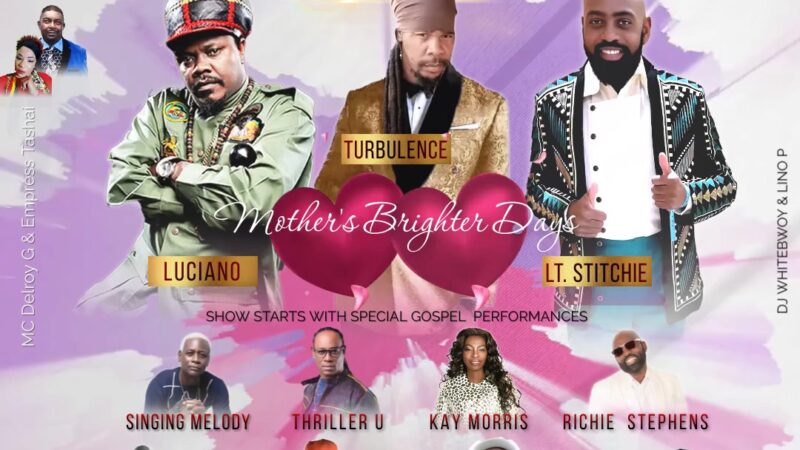 MC Delroy G & Empress Tashai
TURBULENCE
Mother's Brighter Days
LUCIANO
LT. STITCHIE
DJ WHITEBWOY & LINO P
SHOW STARTS WITH SPECIAL GOSPEL PERFORMANCES
SINGING MELODY
THRILLER U
KAY MORRIS
RICHIE STEPHENS